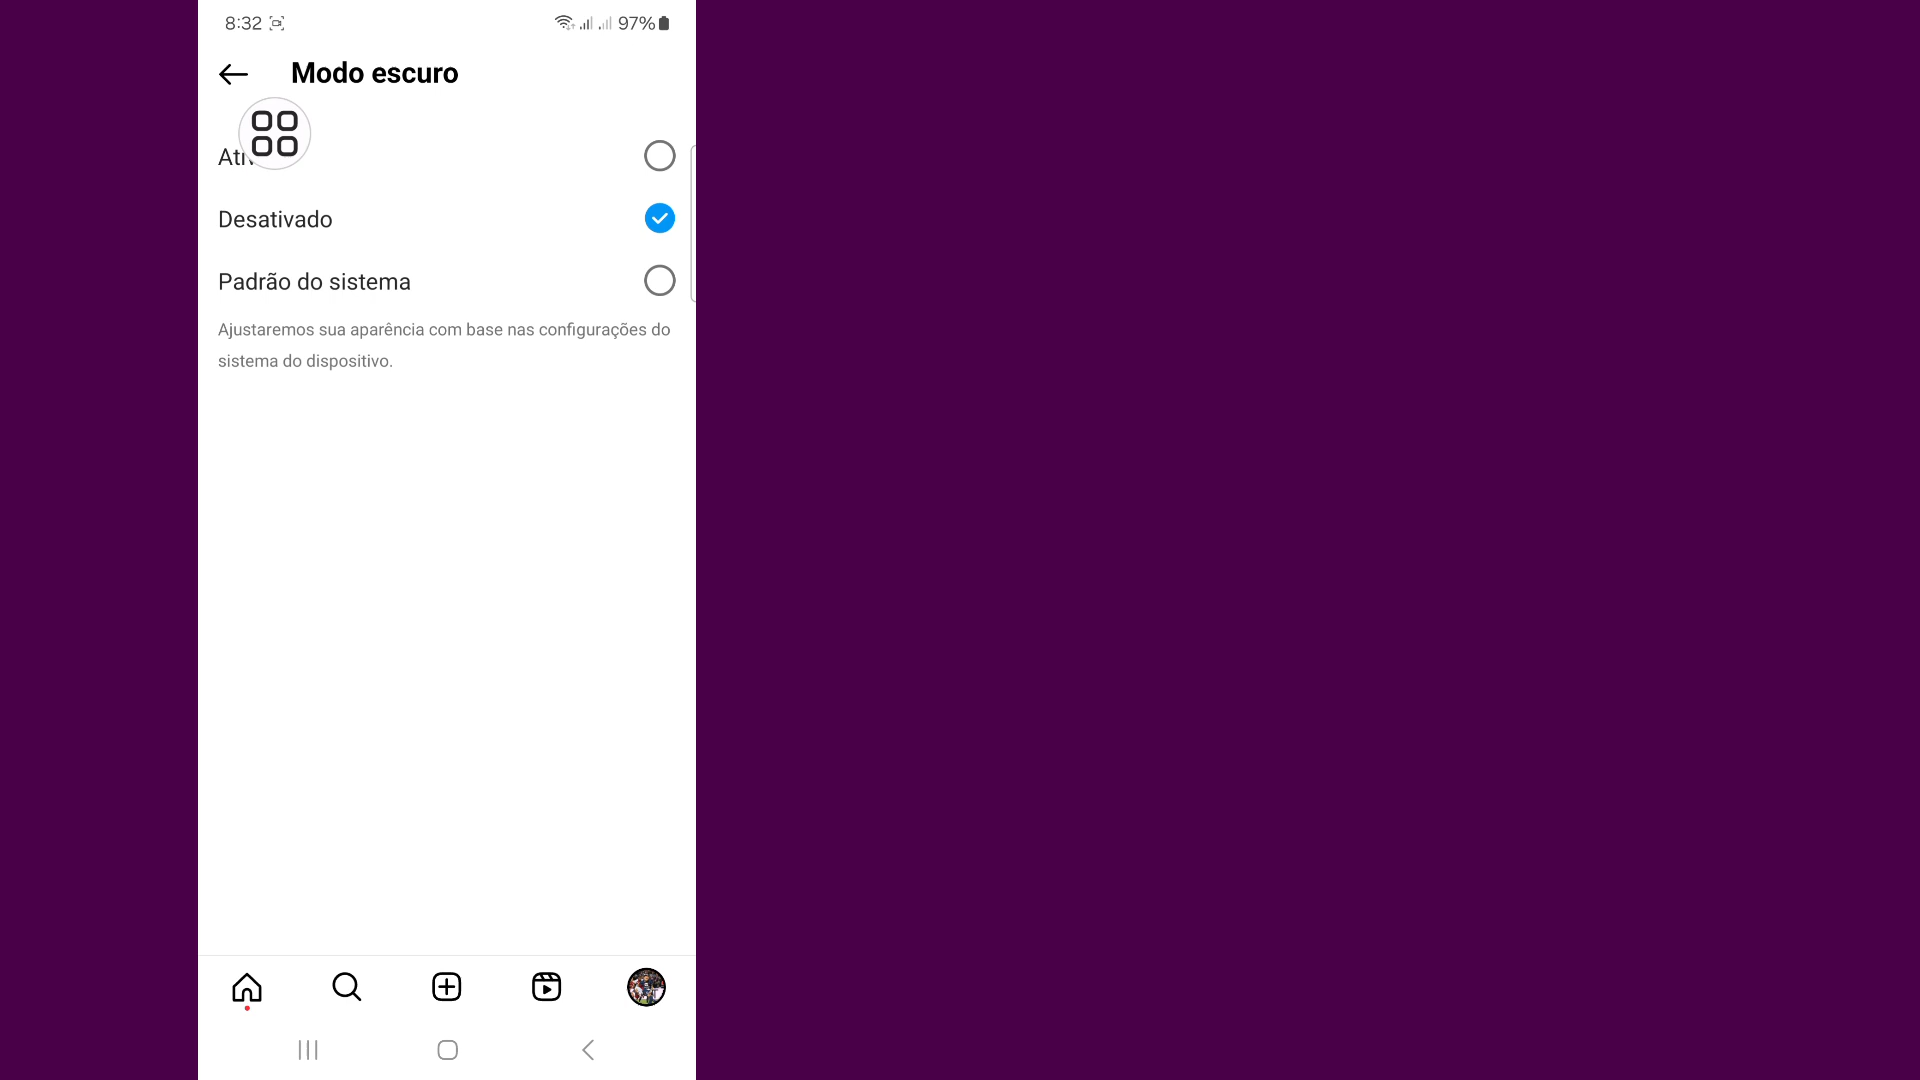 8:32 97%
Modo escuro
Desativado
Padrão do sistema
Ajustaremos sua aparência com base nas configurações do
sistema do dispositivo.